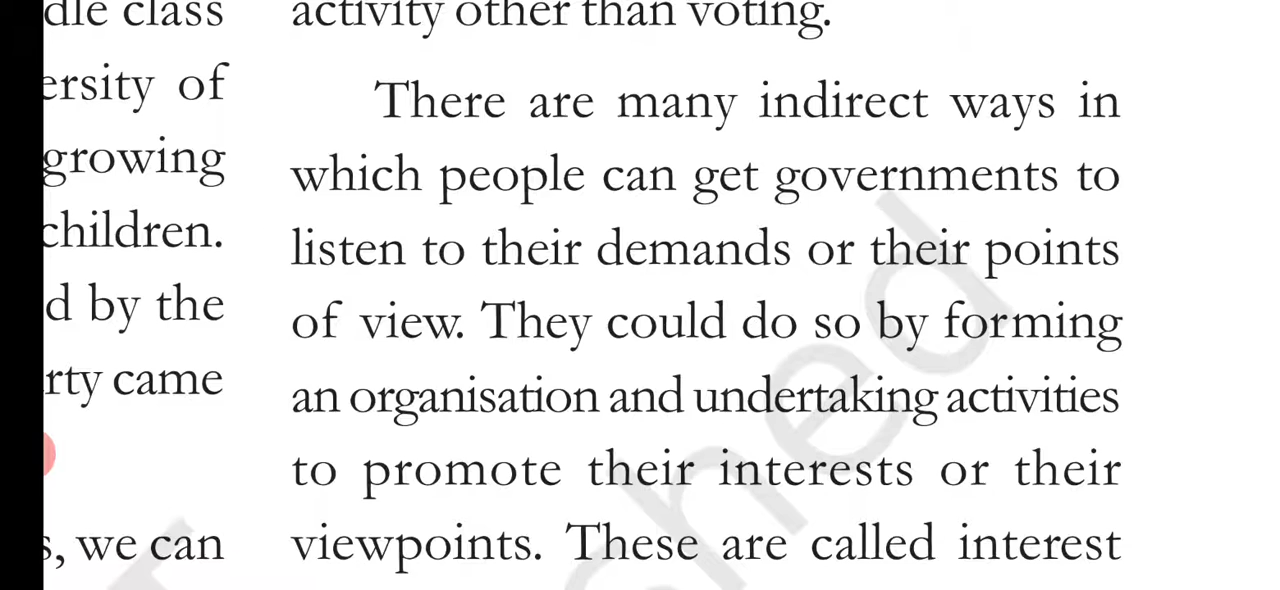 dle class
ersity of
growing
children.
d by the
rty came
s, we can
activity other than voting.
There are many indirect ways in
which people can get governments to
listen to their demands or their points
of view. They could do so by forming
an organisation and undertaking activities
to promote their interests or their
viewpoints. These are called interest
hed